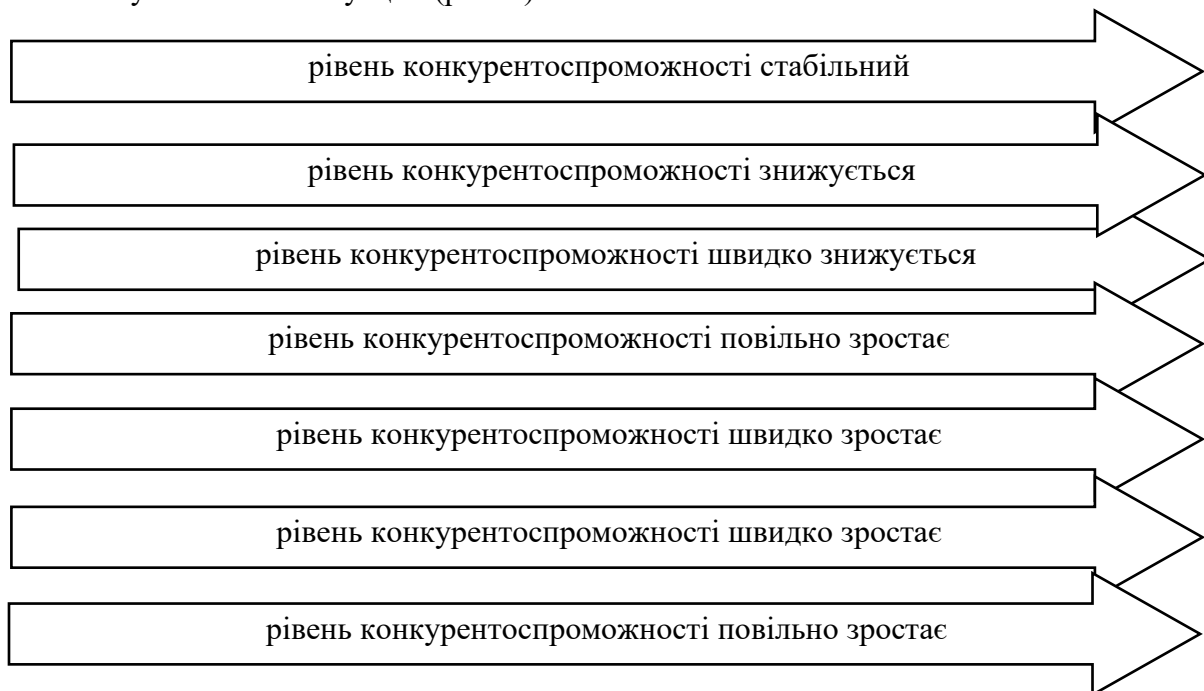 рівень конкурентоспроможності стабільний
рівень конкурентоспроможності знижується
рівень конкурентоспроможності швидко знижується
рівень конкурентоспроможності повільно зростає
рівень конкурентоспроможності швидко зростає
рівень конкурентоспроможності швидко зростає
рівень конкурентоспроможності повільно зростає